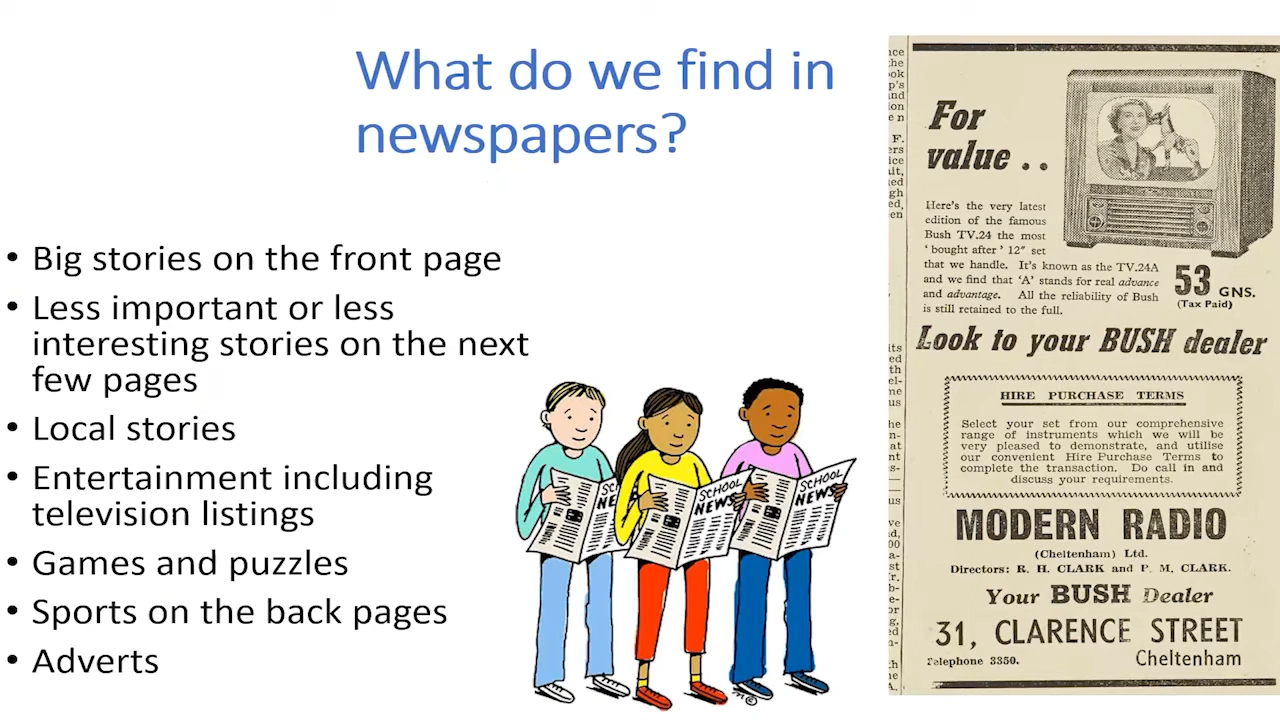 What do we find in
newspapers?
• Big stories on the front page
• Less important or less
interesting stories on the next
few pages
• Local stories
• Entertainment including
television listings
• Games and puzzles
• Sports on the back pages
• Adverts
SCHOOL
NEWS
SCHOOL
NEWS
For
value . .
Here's the very latest
edition of the famous
Bush TV.24 the most
' bought after ' 12" set
that we handle. It's known as the TV.24A
and we find that 'A' stands for real advance
and advantage. All the reliability of Bush
is still retained to the full.
53 GNS.
(Tax Paid)
Look to your BUSH dealer
HIRE PURCHASE TERMS
Select your set from our comprehensive
range of instruments which we will be
very pleased to demonstrate, and utilise
our convenient Hire Purchase Terms to
complete the transaction. Do call in and
discuss your requirements.
MODERN RADIO
(Cheltenham) Ltd.
Directors: R. H. CLARK and P. M. CLARK.
Your BUSH Dealer
31, CLARENCE STREET
Telephone 3350.
Cheltenham